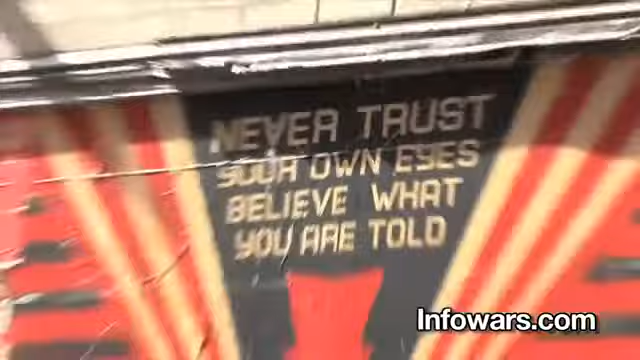 NEVER TRUST
YOUR OWN EYES
BELIEVE WHAT
YOU ARE TOLD
Infowars.com